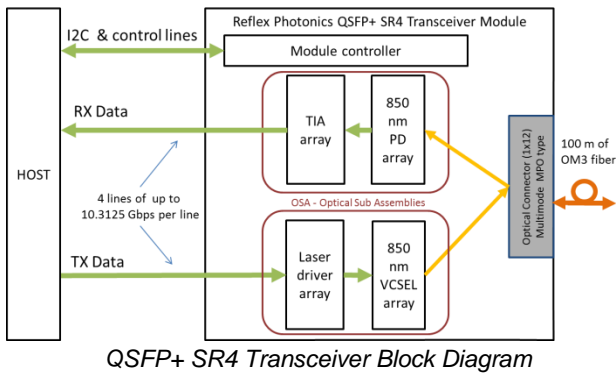 Reflex Photonics QSFP+ SR4 Transceiver Module
I2C & control lines
Module controller
RX Data
TIA
array
850
nm
PD
array
HOST
4 lines of up to
10.3125 Gbps per line
OSA - Optical Sub Assemblies
Optical Connector (1x12)
Multimode MPO type
100 m of
OM3 fiber
TX Data
Laser
driver
array
850
nm
VCSEL
array
QSFP+ SR4 Transceiver Block Diagram